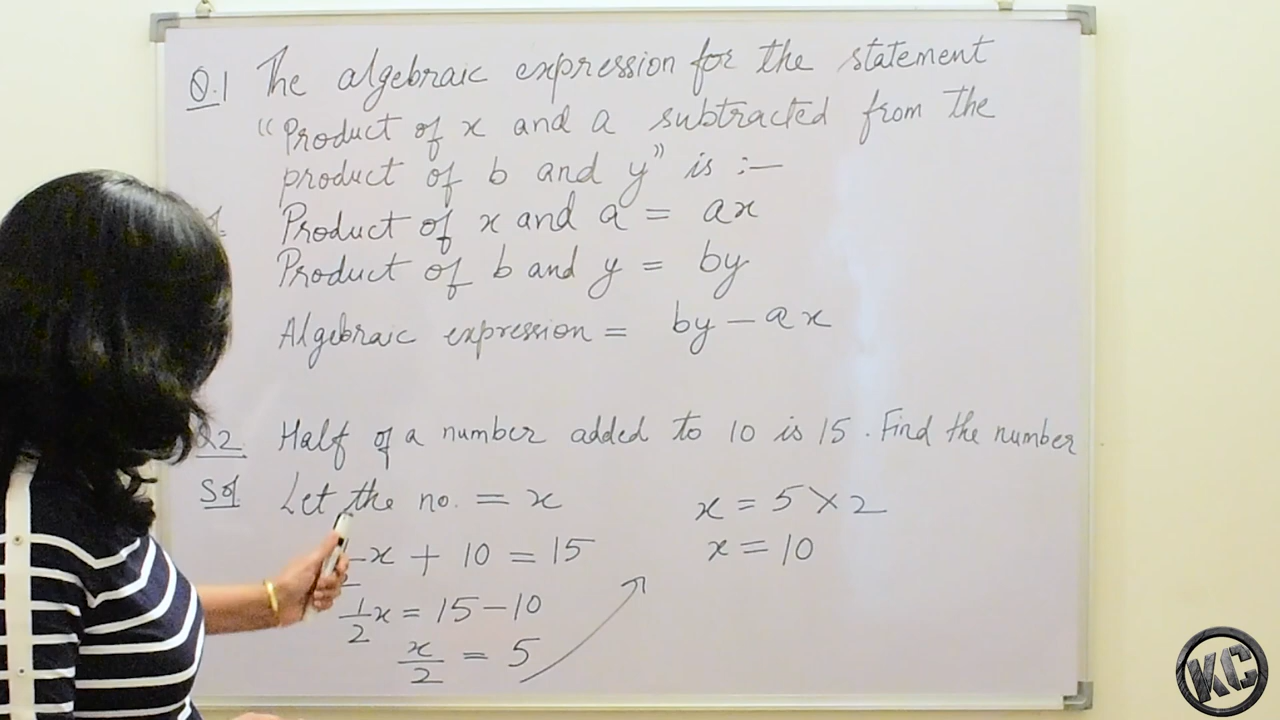 Q.1 The algebraic expression for the statement
"Product of x and a subtracted from the
product of b and y" is :—
Product of x and a = ax
Product of b and y = by
Algebraic expression = by - ax
Q2. Half of a number added to 10 is 15. Find the number
Sol Let the no. = x
x + 10 = 15
1/2 x = 15 - 10
x/2 = 5
x = 5 × 2
x = 10
KC